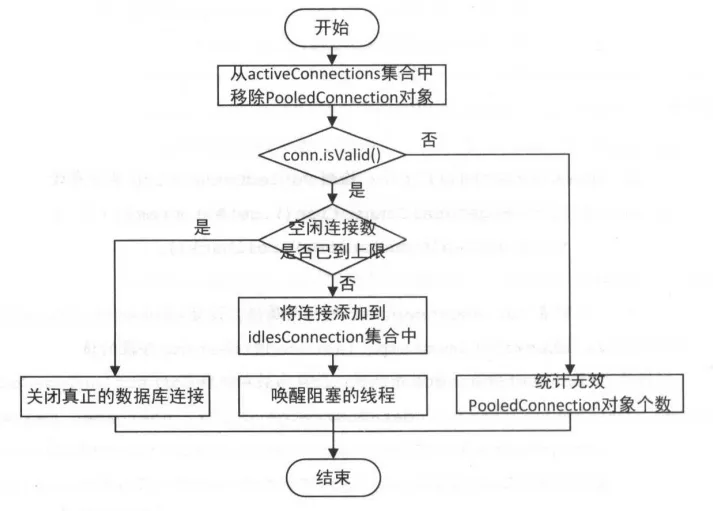 开始
从activeConnections集合中
移除PooledConnection对象
conn.isValid()
否
是
是
空闲连接数
是否已到上限
否
将连接添加到
idlesConnection集合中
关闭真正的数据库连接
唤醒阻塞的线程
统计无效
PooledConnection对象个数
结束